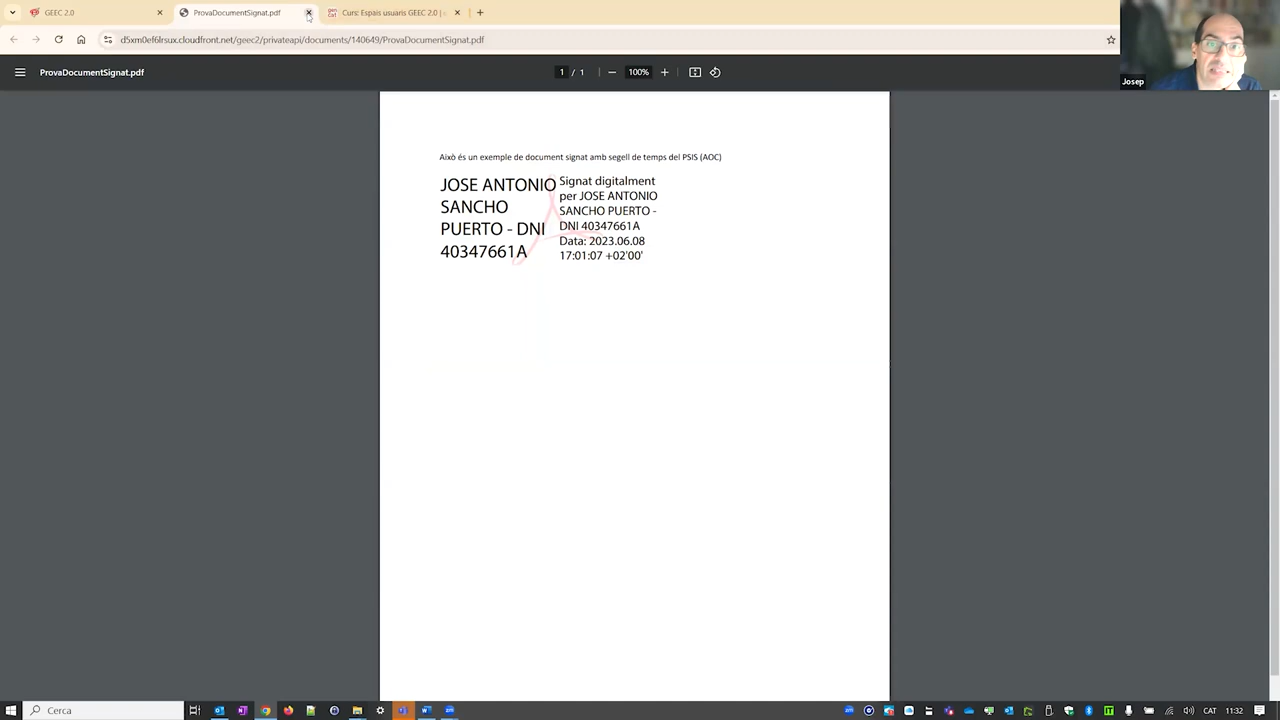 GEEC 2.0
ProvaDocumentSignat.pdf
Curs: Espais usuaris GEEC 2.0 |
d5xm0ef6lrsux.cloudfront.net/geec2/privateapi/documents/140649/ProvaDocumentSignat.pdf
ProvaDocumentSignat.pdf
1 / 1
100%
Josep
Això és un exemple de document signat amb segell de temps del PSIS (AOC)
JOSE ANTONIO
SANCHO
PUERTO - DNI
40347661A
Signat digitalment
per JOSE ANTONIO
SANCHO PUERTO -
DNI 40347661A
Data: 2023.06.08
17:01:07 +02'00'
Cerca
CAT
11:32